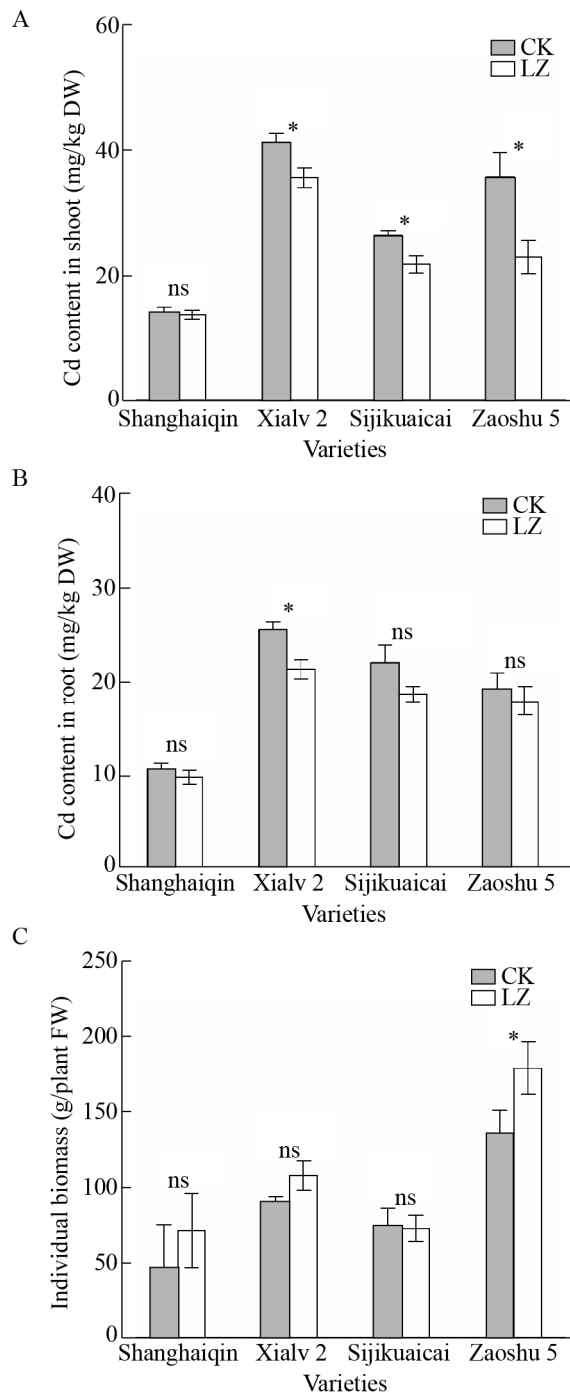 A
Cd content in shoot (mg/kg DW)
60
40
20
0
CK
LZ
ns
*
*
*
Shanghaiqin Xialv 2 Sijikuaicai Zaoshu 5
Varieties
B
Cd content in root (mg/kg DW)
40
30
20
10
0
CK
LZ
ns
*
ns
ns
Shanghaiqin Xialv 2 Sijikuaicai Zaoshu 5
Varieties
C
Individual biomass (g/plant FW)
250
200
150
100
50
0
CK
LZ
ns
ns
ns
*
Shanghaiqin Xialv 2 Sijikuaicai Zaoshu 5
Varieties